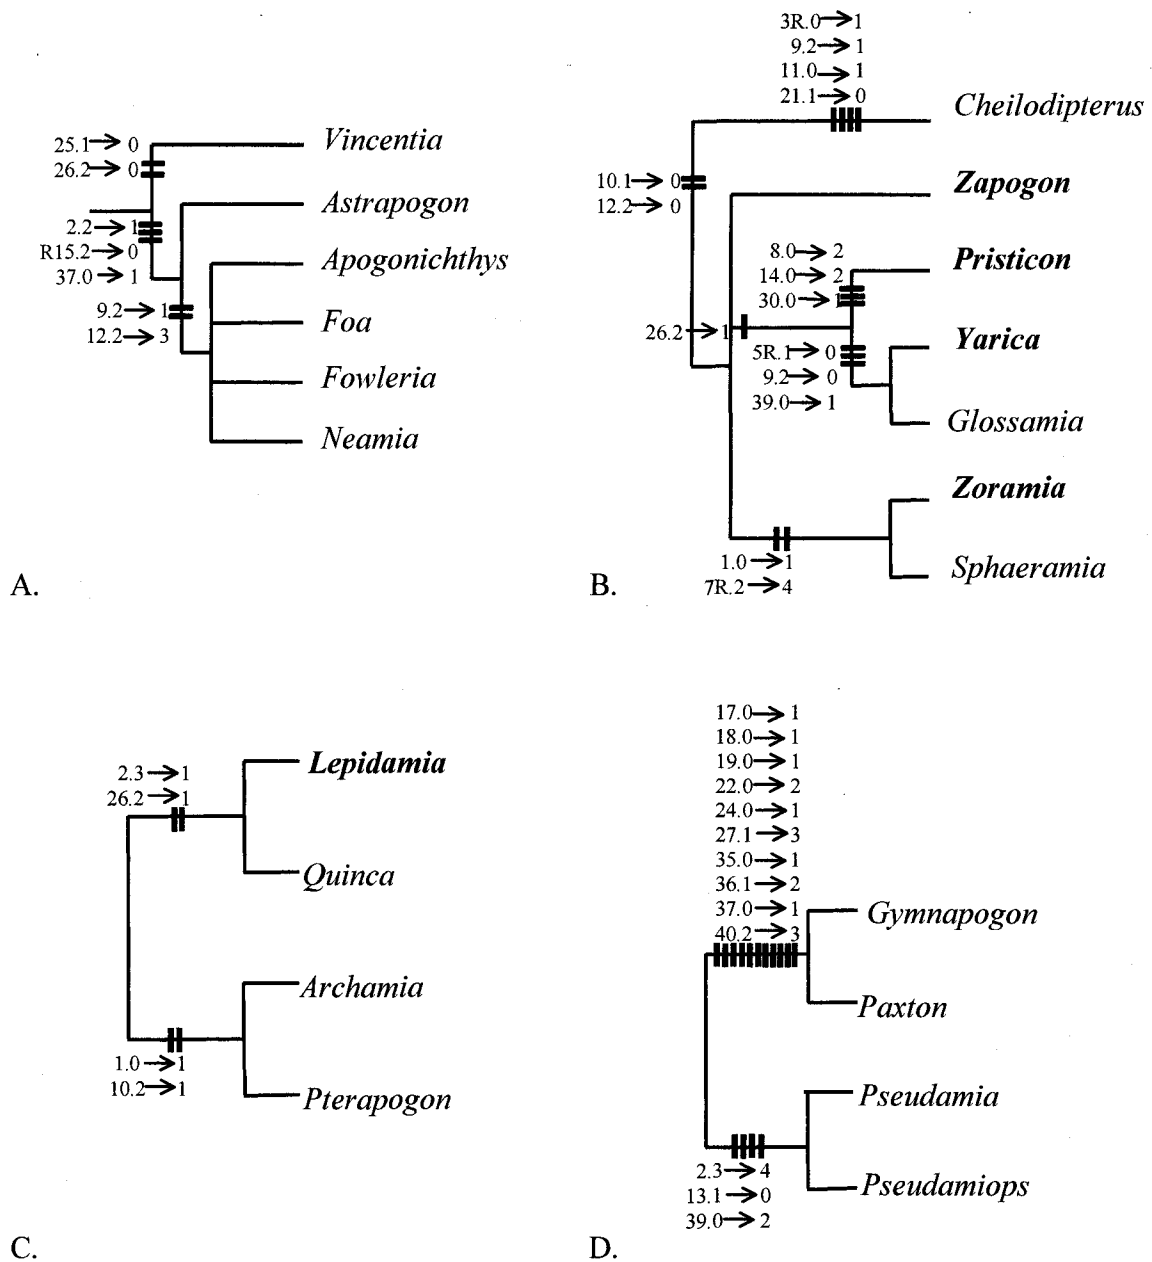 25.1→ 0
26.2→ 0
2.2→ 1
R15.2→ 0
37.0→ 1
9.2→ 1
12.2→ 3
Vincentia
Astrapogon
Apogonichthys
Foa
Fowleria
Neamia
A.
3R.0→1
9.2→ 1
11.0→ 1
21.1→ 0
10.1→ 0
12.2→ 0
26.2→ 1
8.0→ 2
14.0→ 2
30.0→ 1
5R.1→ 0
9.2→ 0
39.0→ 1
1.0→1
7R.2→ 4
Cheilodipterus
Zapogon
Pristicon
Yarica
Glossamia
Zoramia
Sphaeramia
B.
2.3→1
26.2→1
1.0→1
10.2→1
Lepidamia
Quinca
Archamia
Pterapogon
C.
17.0→ 1
18.0→ 1
19.0→ 1
22.0→ 2
24.0→ 1
27.1→ 3
35.0→ 1
36.1→ 2
37.0→ 1
40.2→ 3
2.3→ 4
13.1→ 0
39.0→ 2
Gymnapogon
Paxton
Pseudamia
Pseudamiops
D.